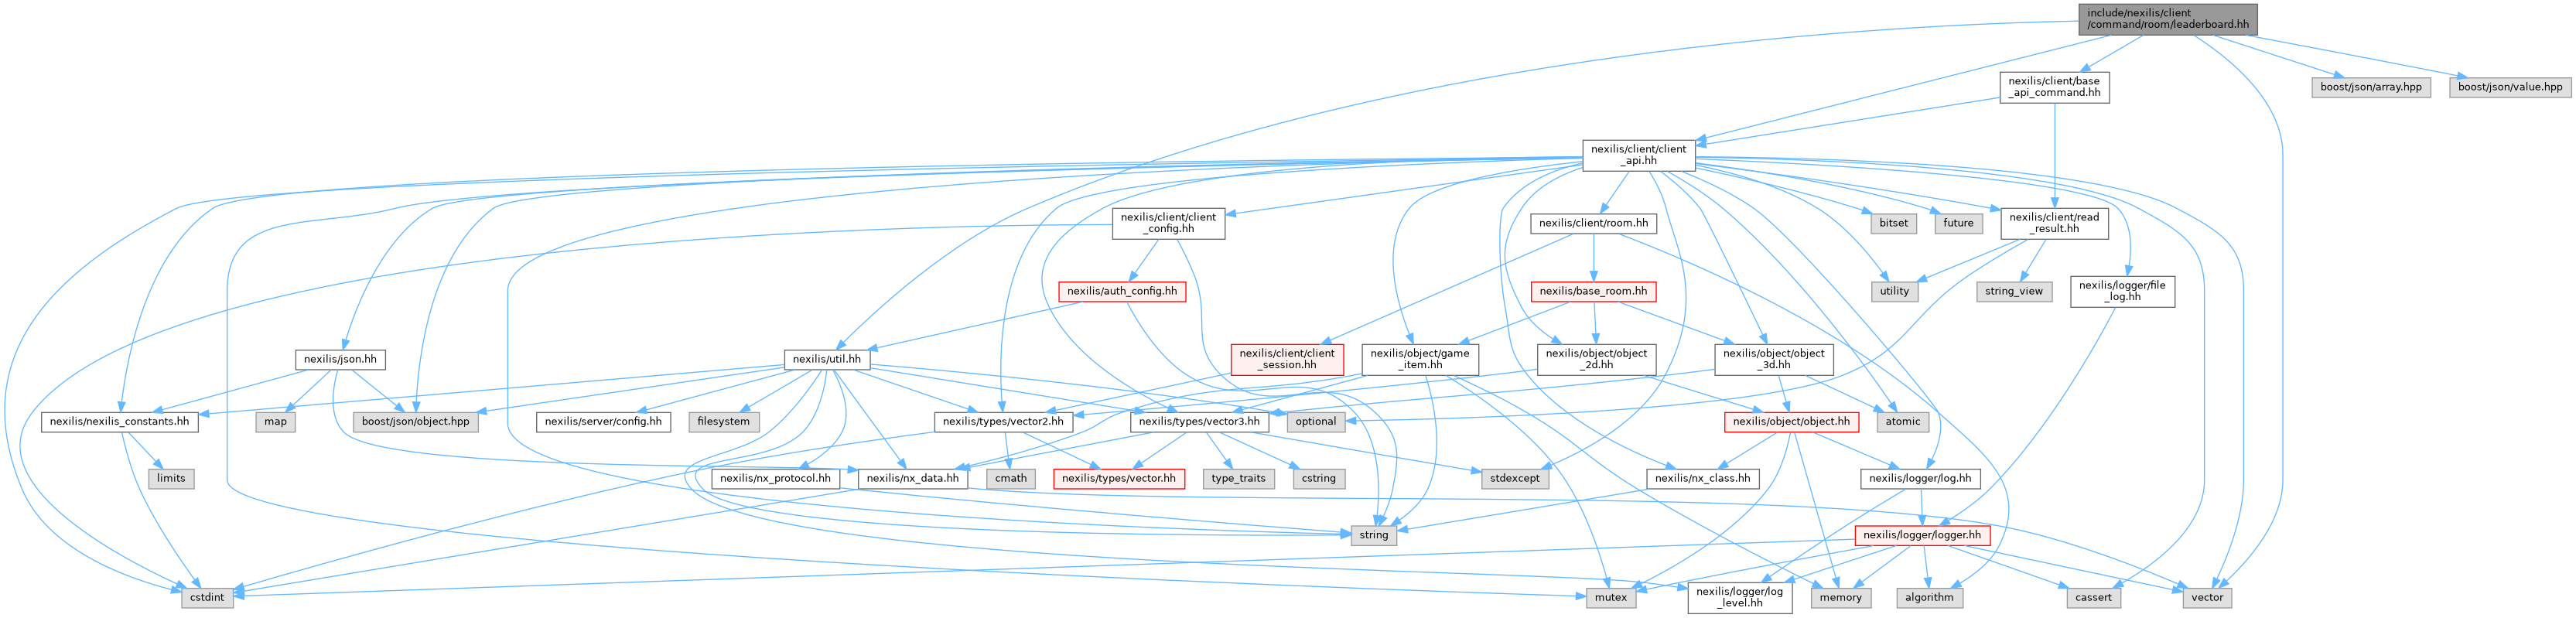 include/nexilis/client
/command/room/leaderboard.hh
nexilis/client/base
_api_command.hh
boost/json/array.hpp
boost/json/value.hpp
nexilis/client/client
_api.hh
nexilis/client/client
_config.hh
nexilis/client/room.hh
bitset
future
nexilis/client/read
_result.hh
nexilis/auth_config.hh
nexilis/base_room.hh
utility
string_view
nexilis/logger/file
_log.hh
nexilis/json.hh
nexilis/util.hh
nexilis/client/client
_session.hh
nexilis/object/game
_item.hh
nexilis/object/object
_2d.hh
nexilis/object/object
_3d.hh
nexilis/nexilis_constants.hh
map
boost/json/object.hpp
nexilis/server/config.hh
filesystem
nexilis/types/vector2.hh
nexilis/types/vector3.hh
optional
nexilis/object/object.hh
atomic
limits
nexilis/nx_protocol.hh
nexilis/nx_data.hh
cmath
nexilis/types/vector.hh
type_traits
cstring
stdexcept
nexilis/nx_class.hh
nexilis/logger/log.hh
string
nexilis/logger/logger.hh
cstdint
mutex
nexilis/logger/log
_level.hh
memory
algorithm
cassert
vector